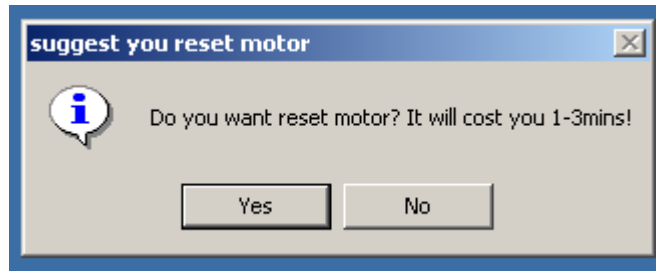 suggest you reset motor
Do you want reset motor? It will cost you 1-3mins!
Yes
No